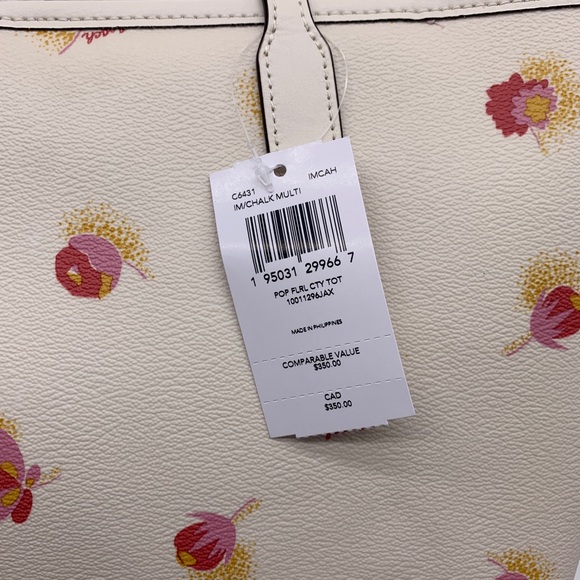 Coach
C6431 IMCAH
IM/CHALK MULTI
1 95031 29966 7
POP FLRL CTY TOT
10011296JAX
MADE IN PHILIPPINES
COMPARABLE VALUE
$350.00
CAD
$350.00